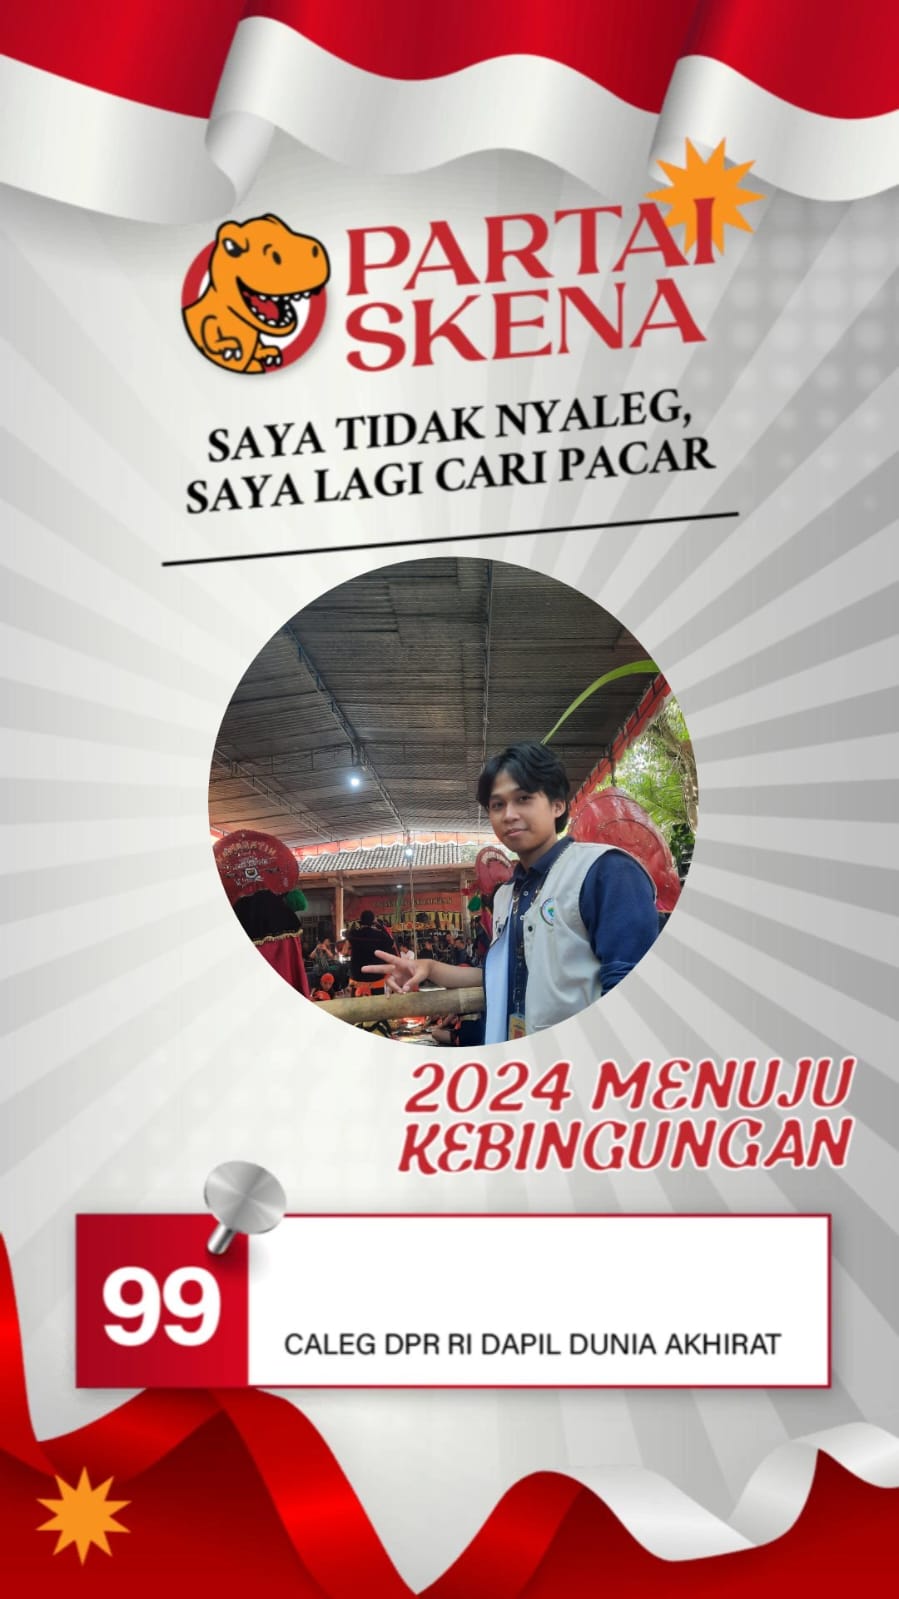 PARTAI
SKENA
SAYA TIDAK NYALEG,
SAYA LAGI CARI PACAR
2024 MENUJU
KEBINGUNGAN
99
CALEG DPR RI DAPIL DUNIA AKHIRAT